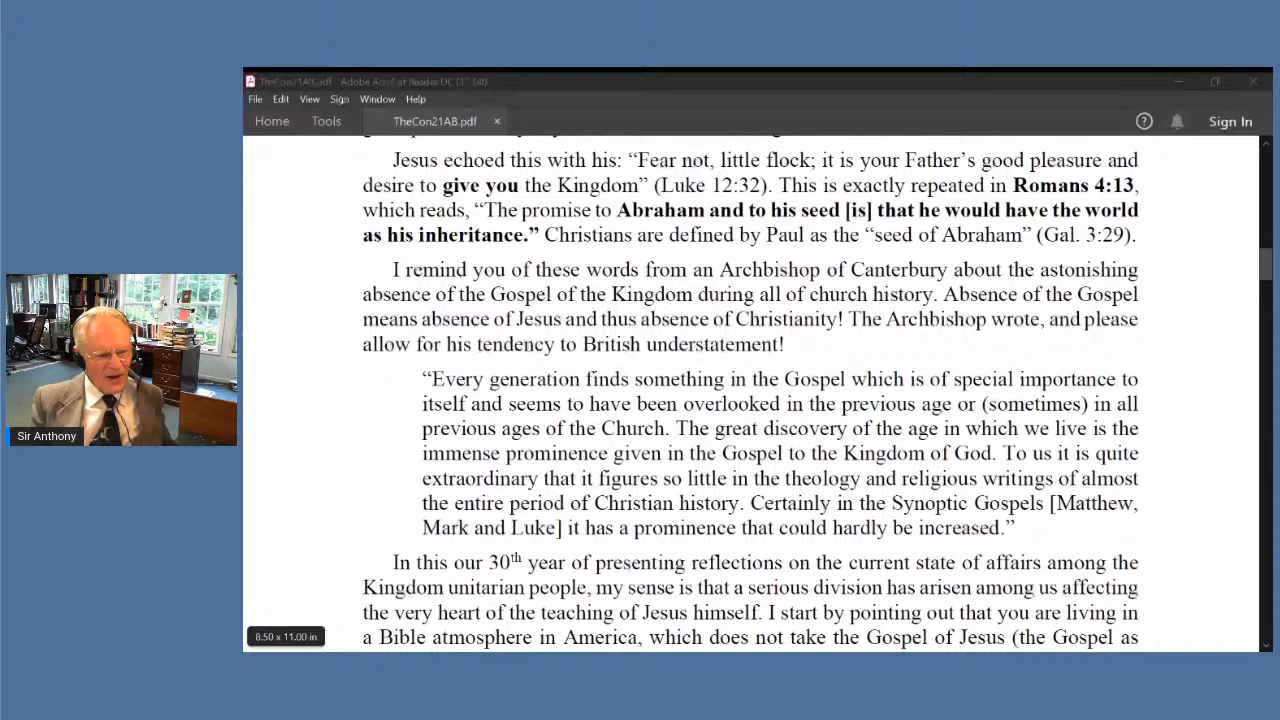 File Edit View Sign Window Help
Home Tools TheCon21AB.pdf × Sign In
Jesus echoed this with his: “Fear not, little flock; it is your Father’s good pleasure and
desire to give you the Kingdom” (Luke 12:32). This is exactly repeated in Romans 4:13,
which reads, “The promise to Abraham and to his seed [is] that he would have the world
as his inheritance.” Christians are defined by Paul as the “seed of Abraham” (Gal. 3:29).
I remind you of these words from an Archbishop of Canterbury about the astonishing
absence of the Gospel of the Kingdom during all of church history. Absence of the Gospel
means absence of Jesus and thus absence of Christianity! The Archbishop wrote, and please
allow for his tendency to British understatement!
“Every generation finds something in the Gospel which is of special importance to
itself and seems to have been overlooked in the previous age or (sometimes) in all
previous ages of the Church. The great discovery of the age in which we live is the
immense prominence given in the Gospel to the Kingdom of God. To us it is quite
extraordinary that it figures so little in the theology and religious writings of almost
the entire period of Christian history. Certainly in the Synoptic Gospels [Matthew,
Mark and Luke] it has a prominence that could hardly be increased.”
In this our 30th year of presenting reflections on the current state of affairs among the
Kingdom unitarian people, my sense is that a serious division has arisen among us affecting
the very heart of the teaching of Jesus himself. I start by pointing out that you are living in
a Bible atmosphere in America, which does not take the Gospel of Jesus (the Gospel as
8.50 x 11.00 in
Sir Anthony